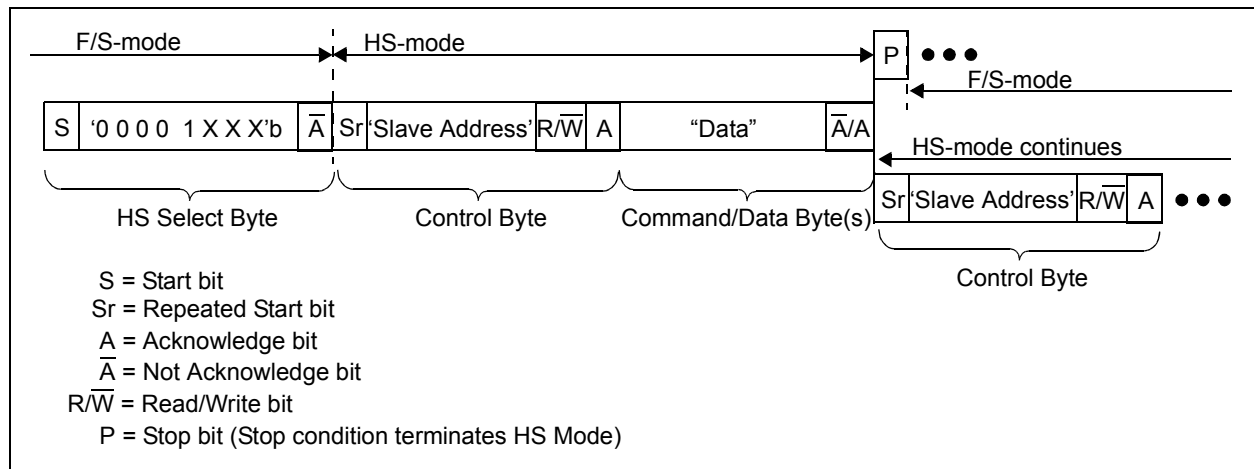 F/S-mode HS-mode
P •••
F/S-mode
S '0 0 0 0 1 X X X'b A̅ Sr 'Slave Address' R/W̅ A "Data" A̅/A
HS-mode continues
Sr 'Slave Address' R/W̅ A •••
HS Select Byte Control Byte Command/Data Byte(s)
Control Byte
S = Start bit
Sr = Repeated Start bit
A = Acknowledge bit
A̅ = Not Acknowledge bit
R/W̅ = Read/Write bit
P = Stop bit (Stop condition terminates HS Mode)